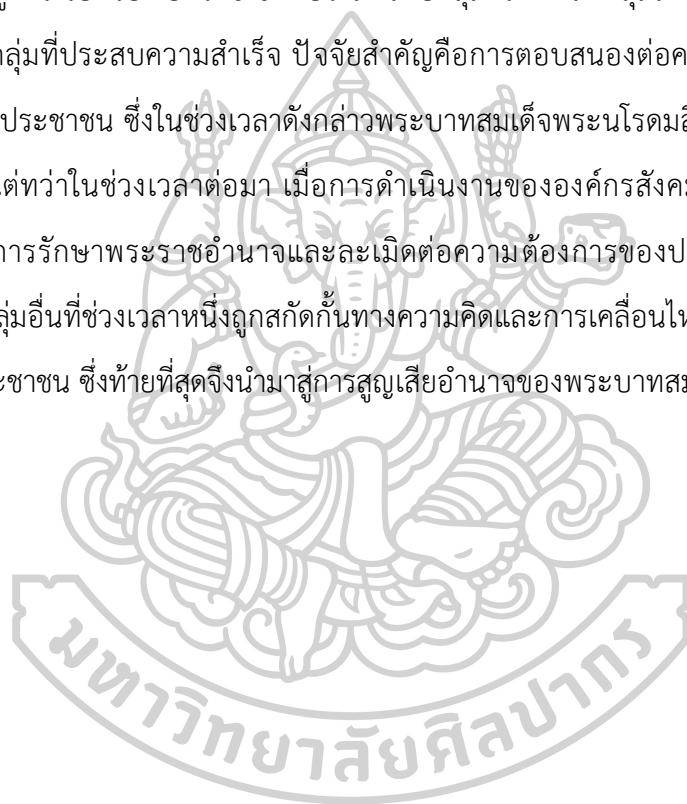 กลุ่มที่ประสบความสำเร็จ ปัจจัยสำคัญคือการตอบสนองต่อค
ประชาชน ซึ่งในช่วงเวลาดังกล่าวพระบาทสมเด็จพระนโรดมสี
แต่ทว่าในช่วงเวลาต่อมา เมื่อการดำเนินงานขององค์กรสังคม
การรักษาพระราชอำนาจและละเมิดต่อความต้องการของป
ลุ่มอื่นที่ช่วงเวลาหนึ่งถูกสกัดกั้นทางความคิดและการเคลื่อนไห
ะชาชน ซึ่งท้ายที่สุดจึงนำมาสู่การสูญเสียอำนาจของพระบาทสม
มหาวิทยาลัยศิลปากร